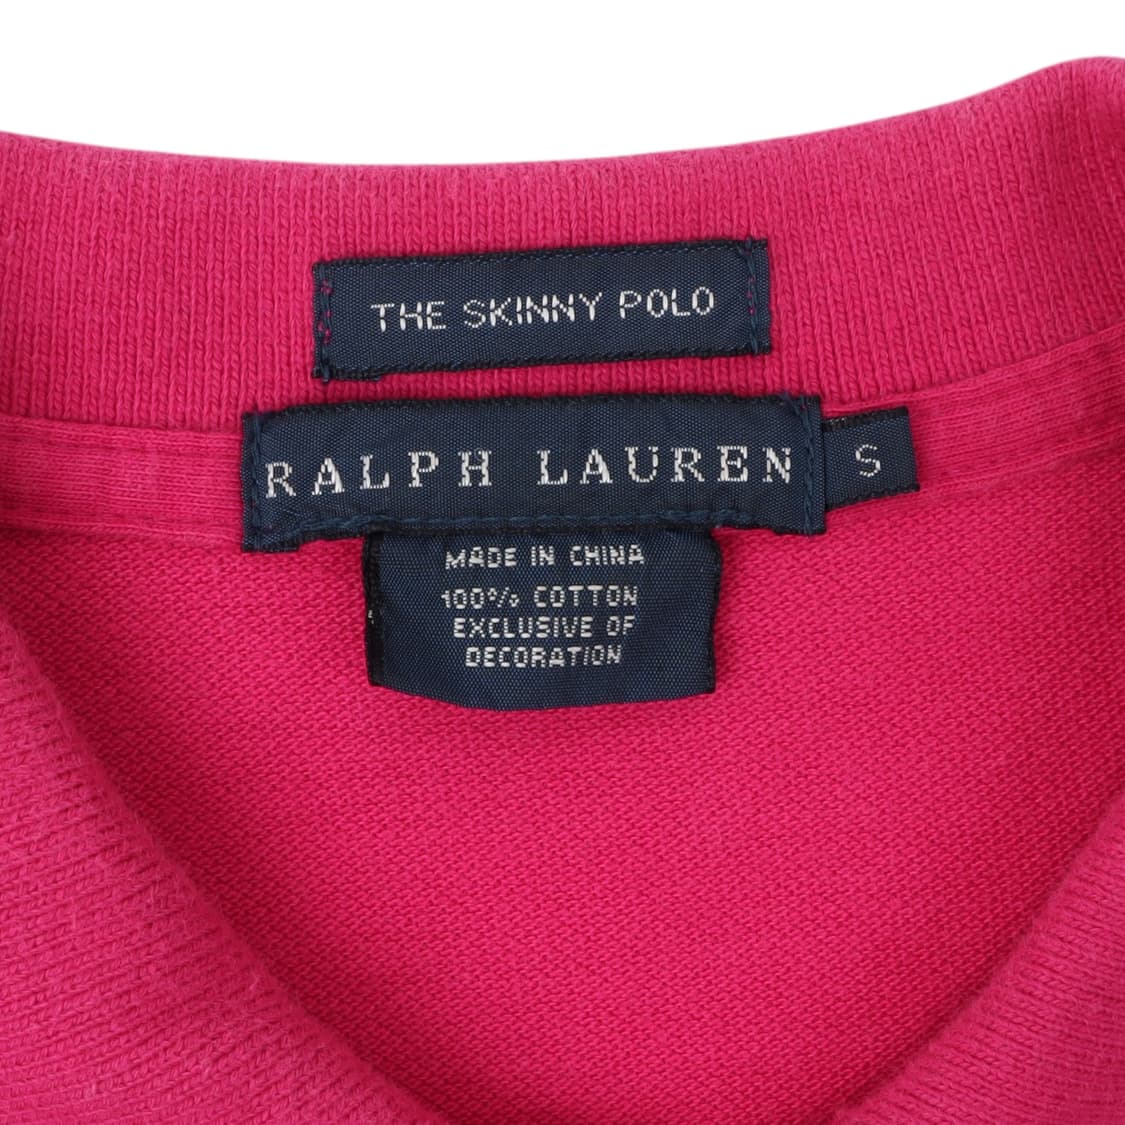 THE SKINNY POLO
RALPH LAUREN
S
MADE IN CHINA
100% COTTON
EXCLUSIVE OF
DECORATION